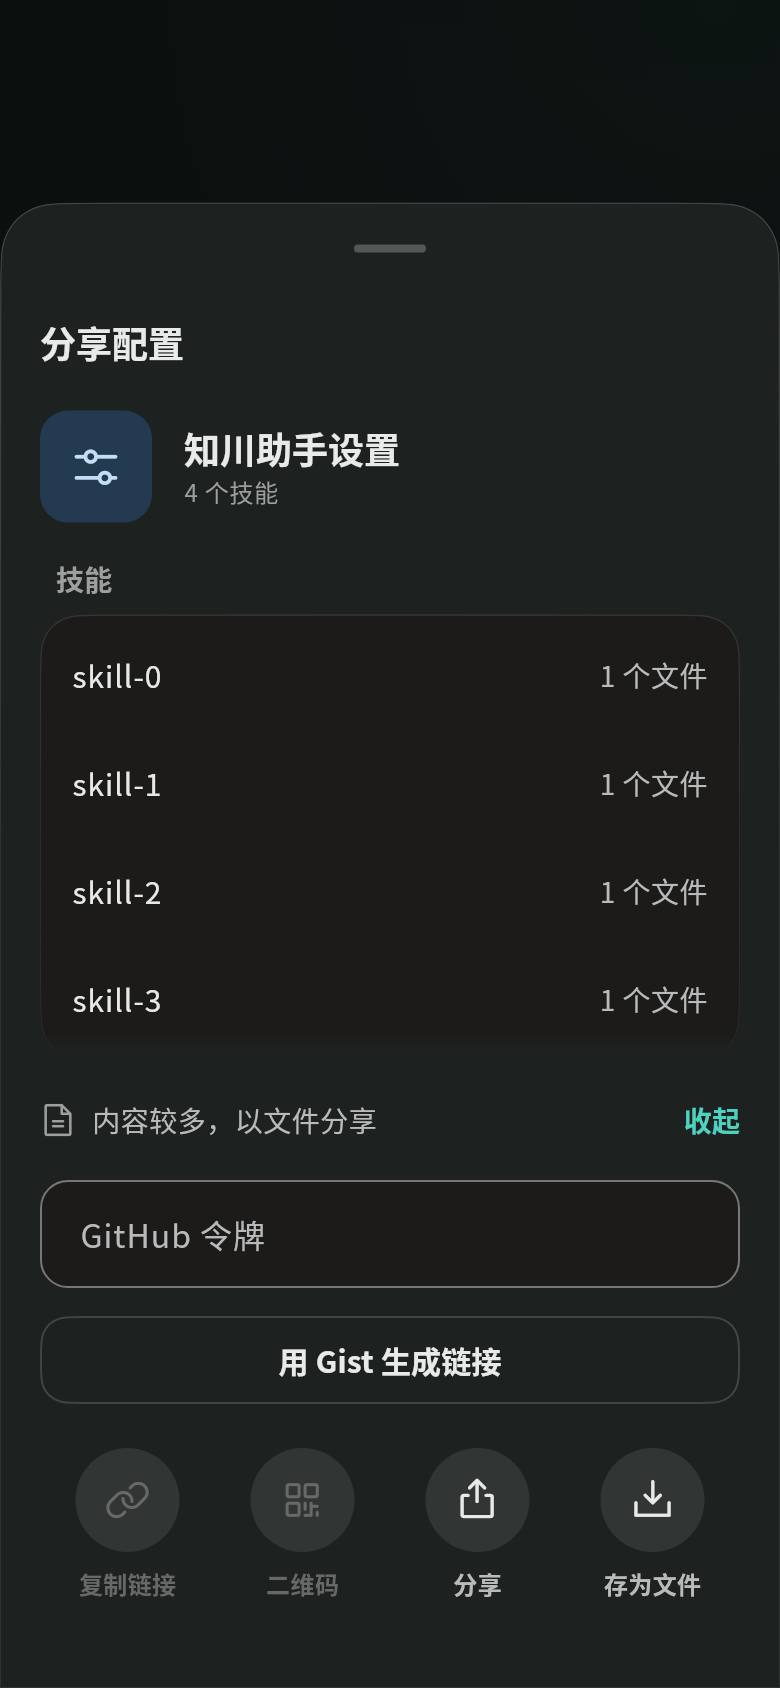 分享配置
知川助手设置
4 个技能
技能
skill-0 1 个文件
skill-1 1 个文件
skill-2 1 个文件
skill-3 1 个文件
内容较多，以文件分享 收起
GitHub 令牌
用 Gist 生成链接
复制链接 二维码 分享 存为文件